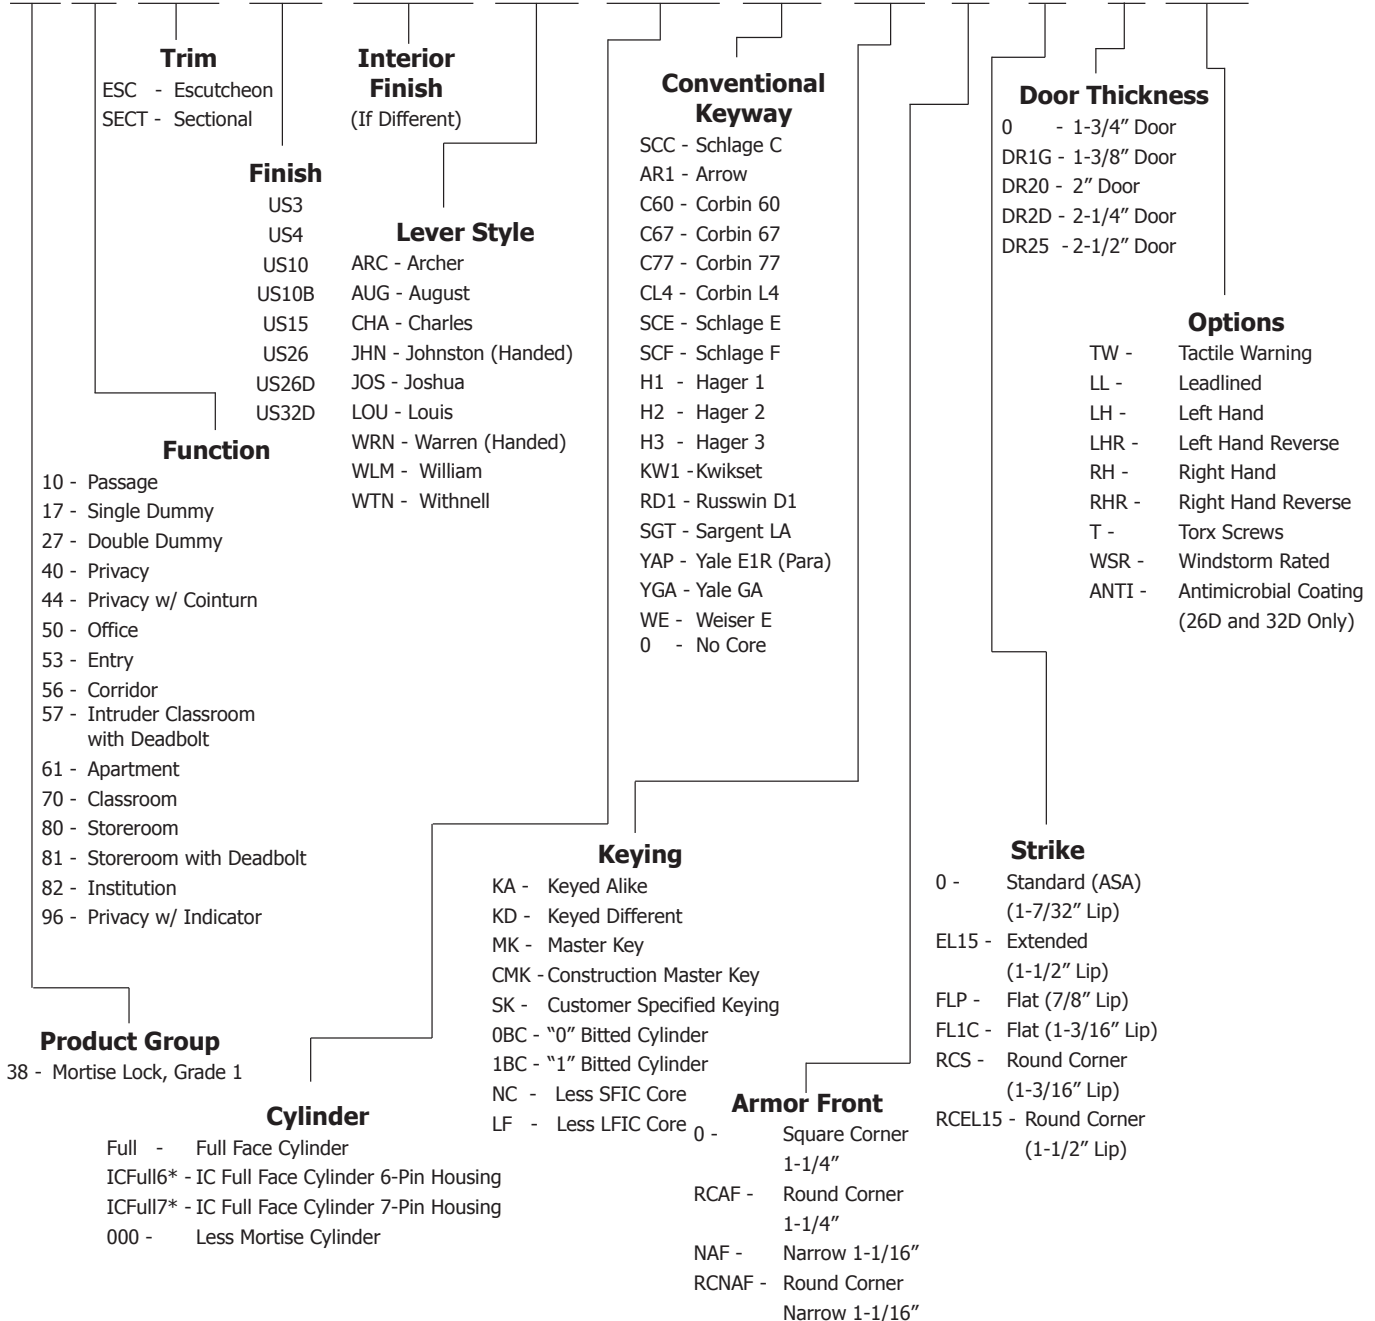 Trim
ESC - Escutcheon
SECT - Sectional
Interior
Finish
(If Different)
Finish
US3
US4
US10
US10B
US15
US26
US26D
US32D
Lever Style
ARC - Archer
AUG - August
CHA - Charles
JHN - Johnston (Handed)
JOS - Joshua
LOU - Louis
WRN - Warren (Handed)
WLM - William
WTN - Withnell
Conventional
Keyway
SCC - Schlage C
AR1 - Arrow
C60 - Corbin 60
C67 - Corbin 67
C77 - Corbin 77
CL4 - Corbin L4
SCE - Schlage E
SCF - Schlage F
H1 - Hager 1
H2 - Hager 2
H3 - Hager 3
KW1 - Kwikset
RD1 - Russwin D1
SGT - Sargent LA
YAP - Yale E1R (Para)
YGA - Yale GA
WE - Weiser E
0 - No Core
Door Thickness
0 - 1-3/4” Door
DR1G - 1-3/8” Door
DR20 - 2” Door
DR2D - 2-1/4” Door
DR25 - 2-1/2” Door
Options
TW - Tactile Warning
LL - Leadlined
LH - Left Hand
LHR - Left Hand Reverse
RH - Right Hand
RHR - Right Hand Reverse
T - Torx Screws
WSR - Windstorm Rated
ANTI - Antimicrobial Coating
(26D and 32D Only)
Function
10 - Passage
17 - Single Dummy
27 - Double Dummy
40 - Privacy
44 - Privacy w/ Cointurn
50 - Office
53 - Entry
56 - Corridor
57 - Intruder Classroom
with Deadbolt
61 - Apartment
70 - Classroom
80 - Storeroom
81 - Storeroom with Deadbolt
82 - Institution
96 - Privacy w/ Indicator
Product Group
38 - Mortise Lock, Grade 1
Cylinder
Full - Full Face Cylinder
ICFull6* - IC Full Face Cylinder 6-Pin Housing
ICFull7* - IC Full Face Cylinder 7-Pin Housing
000 - Less Mortise Cylinder
Keying
KA - Keyed Alike
KD - Keyed Different
MK - Master Key
CMK - Construction Master Key
SK - Customer Specified Keying
0BC - “0” Bitted Cylinder
1BC - “1” Bitted Cylinder
NC - Less SFIC Core
LF - Less LFIC Core
Armor Front
0 - Square Corner
1-1/4”
RCAF - Round Corner
1-1/4”
NAF - Narrow 1-1/16”
RCNAF - Round Corner
Narrow 1-1/16”
Strike
0 - Standard (ASA)
(1-7/32” Lip)
EL15 - Extended
(1-1/2” Lip)
FLP - Flat (7/8” Lip)
FL1C - Flat (1-3/16” Lip)
RCS - Round Corner
(1-3/16” Lip)
RCEL15 - Round Corner
(1-1/2” Lip)